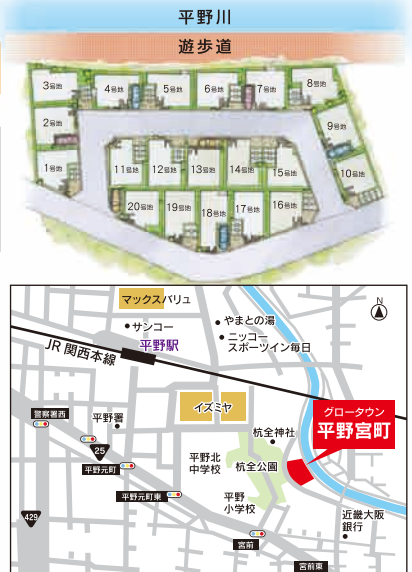 平野川
遊歩道
3号地
4号地
5号地
6号地
7号地
8号地
2号地
9号地
1号地
11号地
12号地
13号地
14号地
15号地
10号地
20号地
19号地
18号地
17号地
16号地
マックスバリュ
N
サンコー
やまとの湯
JR 関西本線
平野駅
ニッコー
スポーツイン毎日
イズミヤ
グロータウン
平野宮町
警察署西
平野署
杭全神社
25
平野元町
平野北
中学校
杭全公園
平野元町東
平野
小学校
429
近畿大阪
銀行
宮前
宮前東